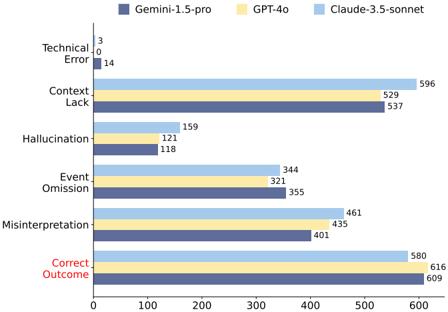 Gemini-1.5-pro GPT-4o Claude-3.5-sonnet
Technical
Error
3
0
14
Context
Lack
596
529
537
Hallucination
159
121
118
Event
Omission
344
321
355
Misinterpretation
461
435
401
Correct
Outcome
580
616
609
0 100 200 300 400 500 600